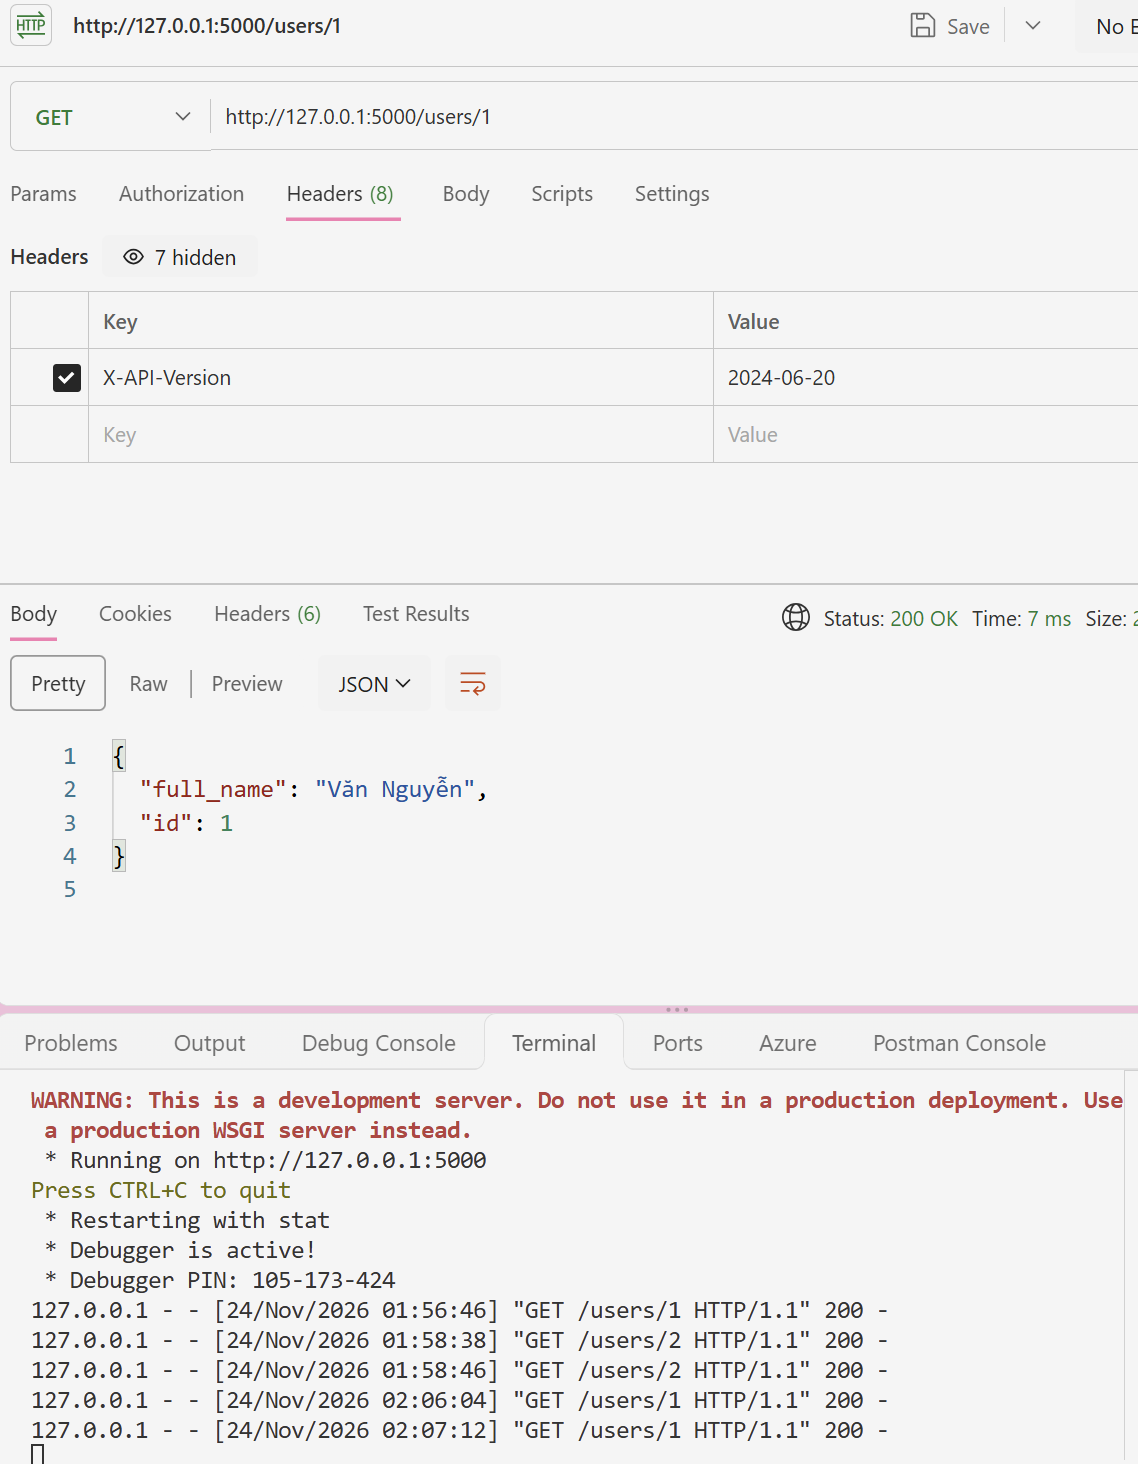 HTTP http://127.0.0.1:5000/users/1 Save No E
GET http://127.0.0.1:5000/users/1
Params Authorization Headers (8) Body Scripts Settings
Headers 7 hidden
Key Value
X-API-Version 2024-06-20
Key Value
Body Cookies Headers (6) Test Results Status: 200 OK Time: 7 ms Size: 2
Pretty Raw Preview JSON
1 {
2 "full_name": "Văn Nguyễn",
3 "id": 1
4 }
5
Problems Output Debug Console Terminal Ports Azure Postman Console
WARNING: This is a development server. Do not use it in a production deployment. Use
a production WSGI server instead.
* Running on http://127.0.0.1:5000
Press CTRL+C to quit
* Restarting with stat
* Debugger is active!
* Debugger PIN: 105-173-424
127.0.0.1 - - [24/Nov/2026 01:56:46] "GET /users/1 HTTP/1.1" 200 -
127.0.0.1 - - [24/Nov/2026 01:58:38] "GET /users/2 HTTP/1.1" 200 -
127.0.0.1 - - [24/Nov/2026 01:58:46] "GET /users/2 HTTP/1.1" 200 -
127.0.0.1 - - [24/Nov/2026 02:06:04] "GET /users/1 HTTP/1.1" 200 -
127.0.0.1 - - [24/Nov/2026 02:07:12] "GET /users/1 HTTP/1.1" 200 -